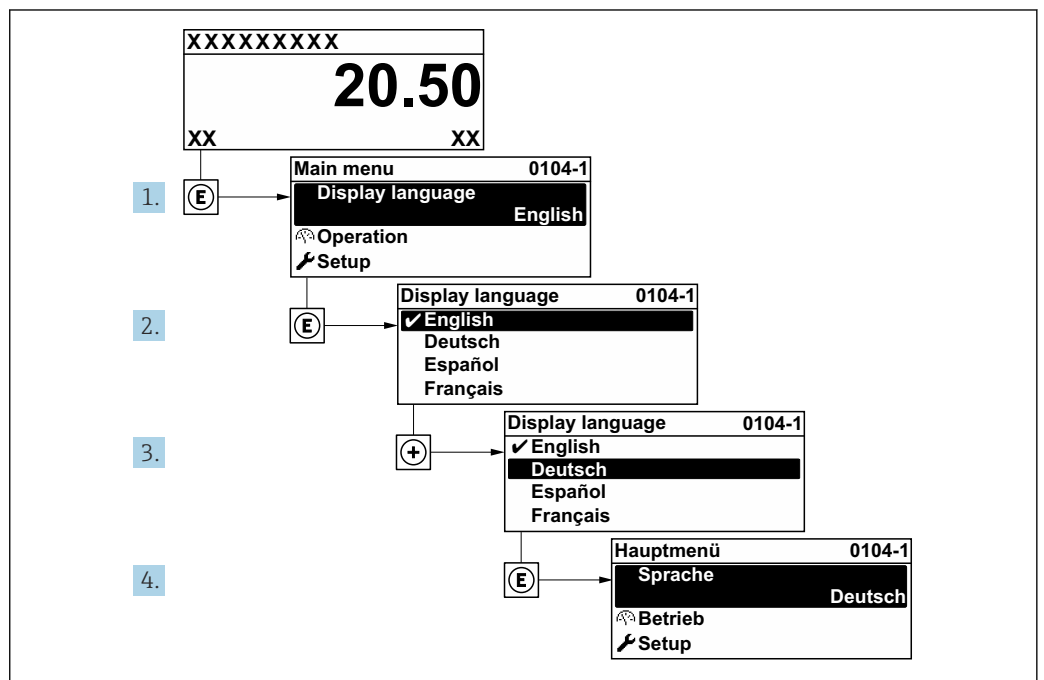 XXXXXXXXX
20.50
XX XX
1. E
Main menu 0104-1
Display language
English
Operation
Setup
2. E
Display language 0104-1
✔English
Deutsch
Español
Français
3. +
Display language 0104-1
✔English
Deutsch
Español
Français
4. E
Hauptmenü 0104-1
Sprache
Deutsch
Betrieb
Setup